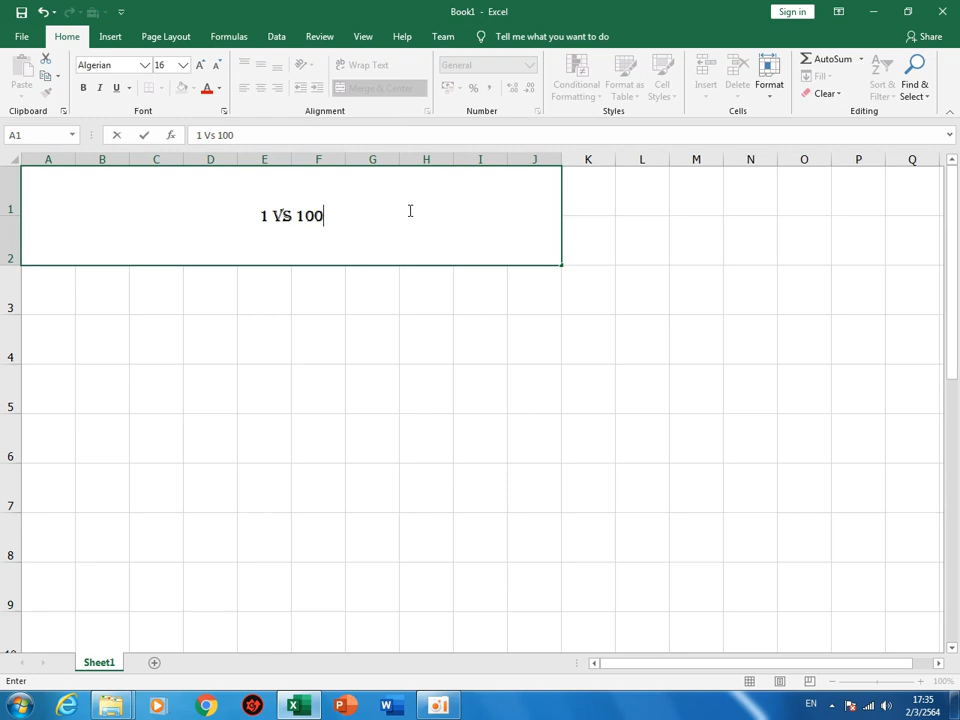 Book1 - Excel
Sign in
File Home Insert Page Layout Formulas Data Review View Help Team Tell me what you want to do Share
Paste
Algerian 16
B I U
Wrap Text
Merge & Center
General
Conditional Formatting
Format as Table
Cell Styles
Insert Delete Format
AutoSum
Fill
Clear
Sort & Filter
Find & Select
Clipboard Font Alignment Number Styles Cells Editing
A1 fx 1 Vs 100
A B C D E F G H I J K L M N O P Q
1
1 VS 100
2
3
4
5
6
7
8
9
Sheet1
Enter 100%
EN 17:35
2/3/2564